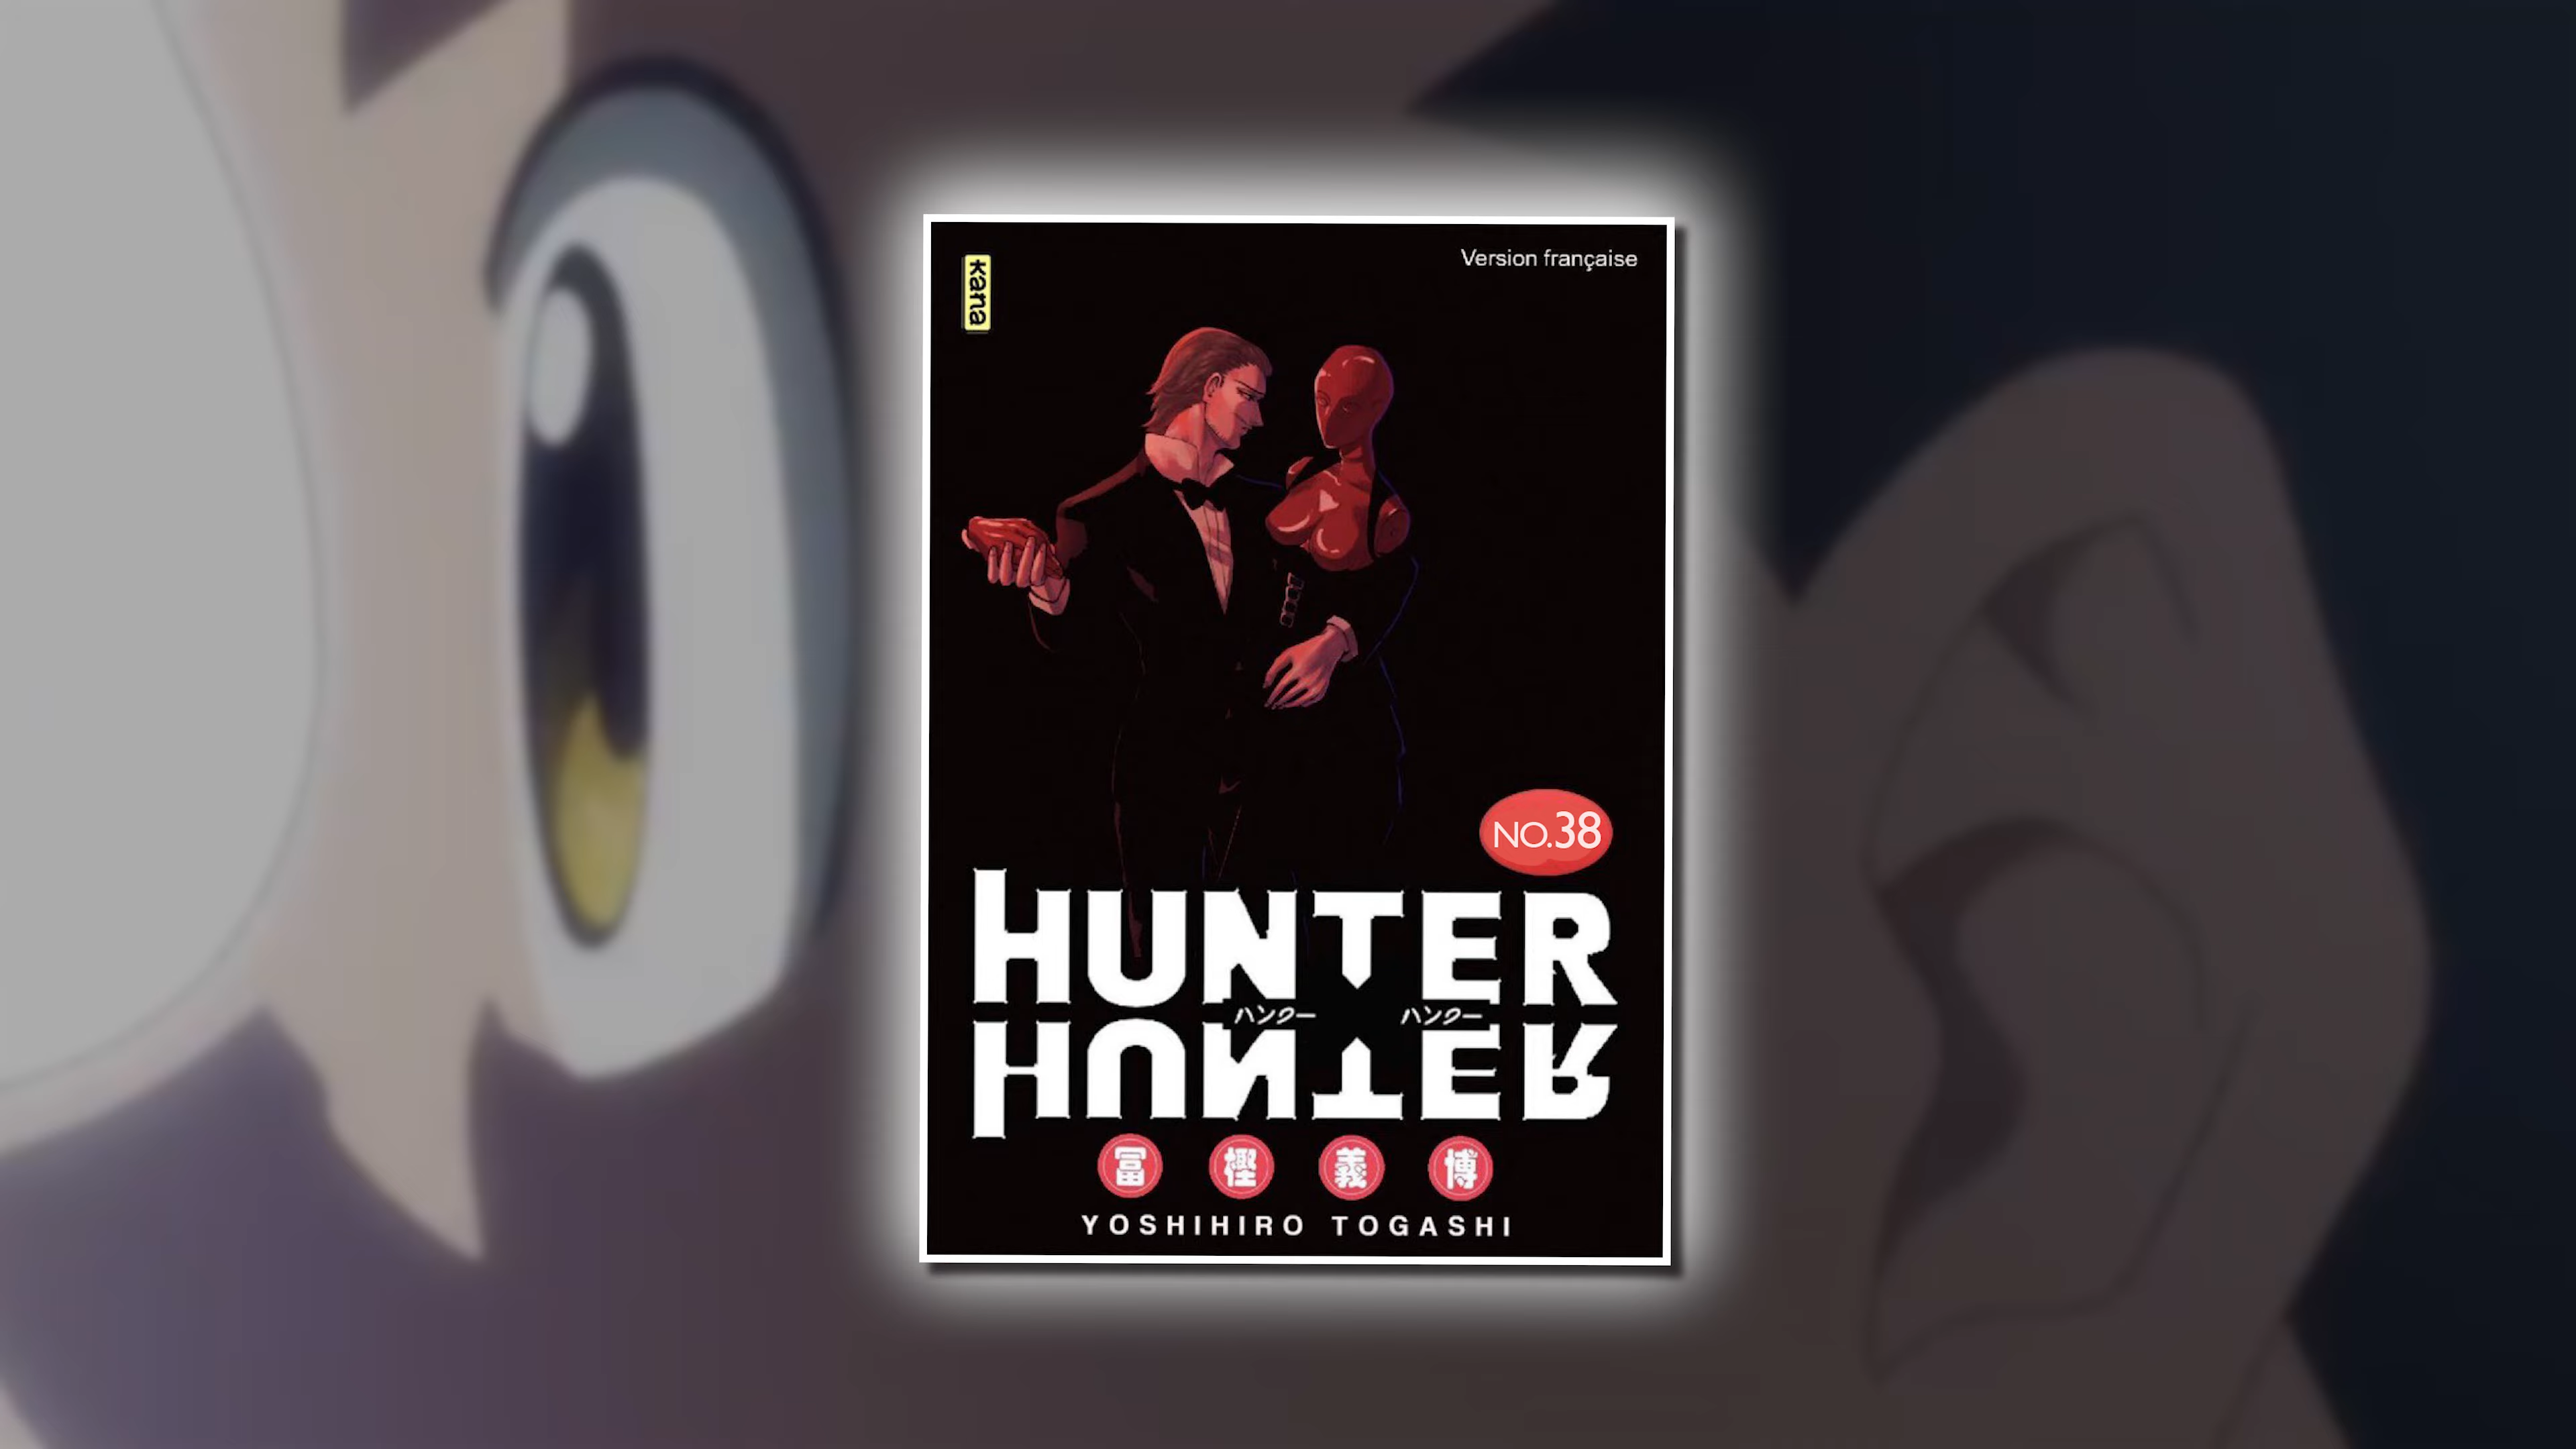 kana
Version française
NO.38
HUNTER
ハンター ハンター
HUNTER
冨樫義博
YOSHIHIRO TOGASHI